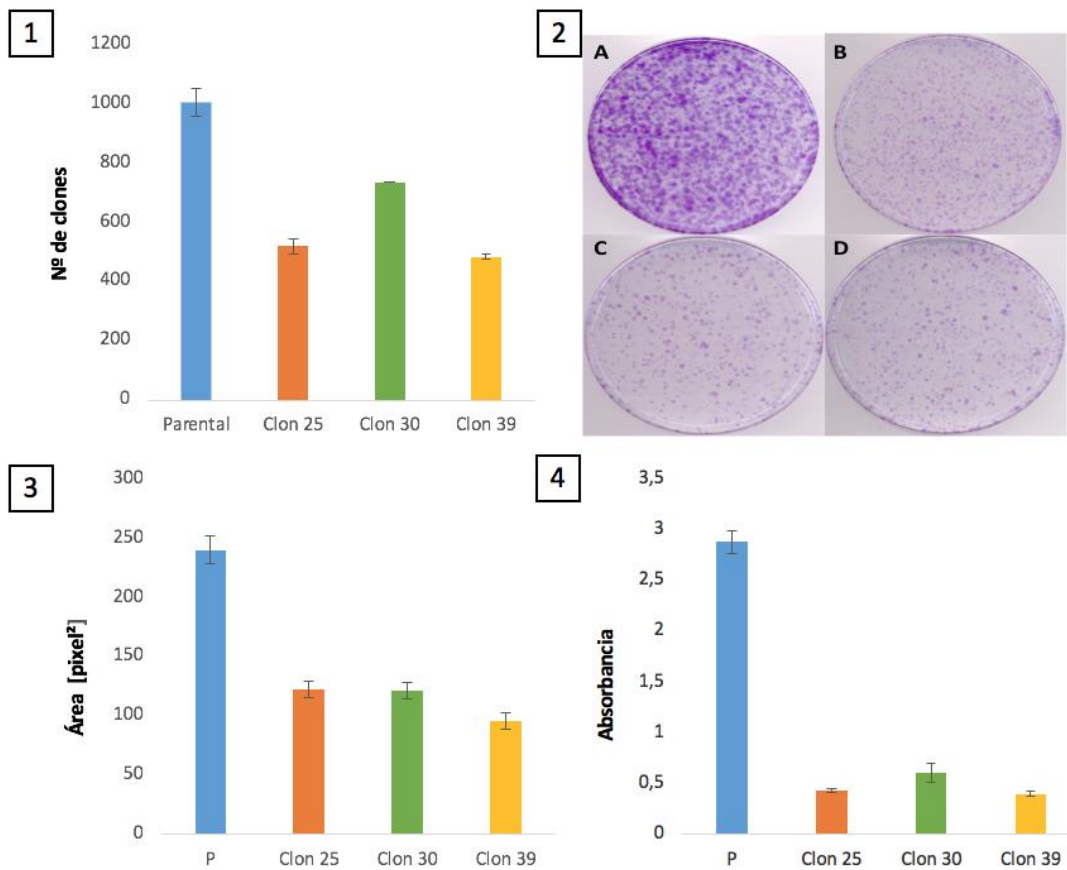 1
1200
1000
800
600
400
200
0
Nº de clones
Parental Clon 25 Clon 30 Clon 39
2
A
B
C
D
3
300
250
200
150
100
50
0
Área [pixel²]
P Clon 25 Clon 30 Clon 39
4
3,5
3
2,5
2
1,5
1
0,5
0
Absorbancia
P Clon 25 Clon 30 Clon 39